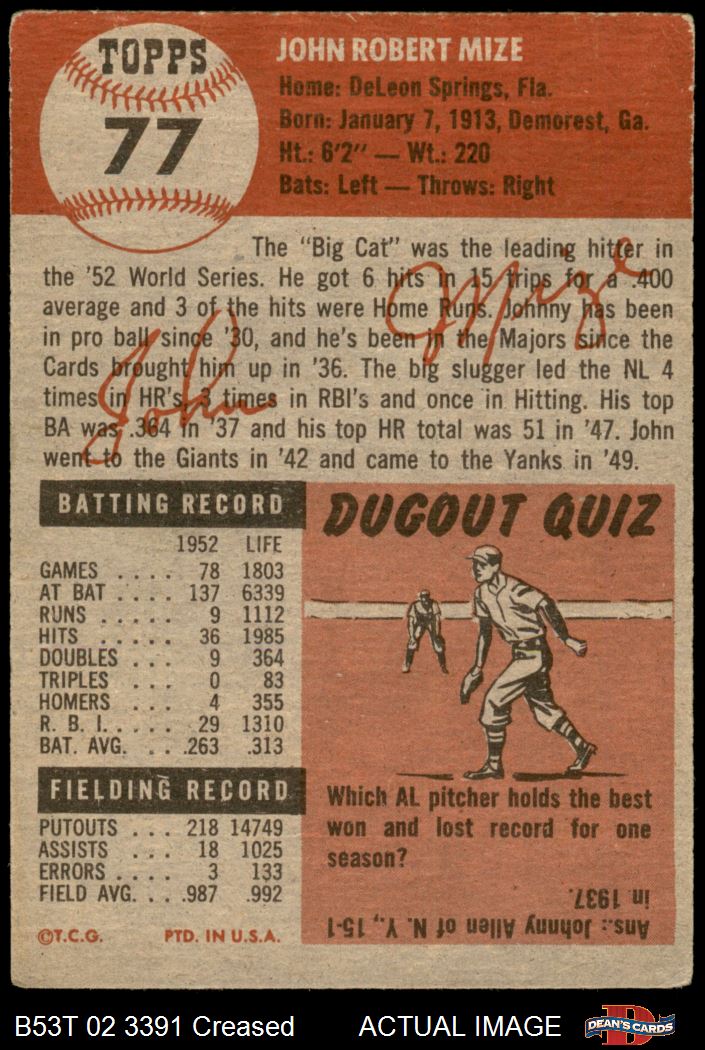 TOPPS
77
JOHN ROBERT MIZE
Home: DeLeon Springs, Fla.
Born: January 7, 1913, Demorest, Ga.
Ht.: 6'2" — Wt.: 220
Bats: Left — Throws: Right
The "Big Cat" was the leading hitter in
the '52 World Series. He got 6 hits in 15 trips for a .400
average and 3 of the hits were Home Runs. Johnny has been
in pro ball since '30, and he's been in the Majors since the
Cards brought him up in '36. The big slugger led the NL 4
times in HR's, 3 times in RBI's and once in Hitting. His top
BA was .364 in '37 and his top HR total was 51 in '47. John
went to the Giants in '42 and came to the Yanks in '49.
John Mize
BATTING RECORD
1952 LIFE
GAMES . . . . 78 1803
AT BAT . . . . 137 6339
RUNS . . . . . 9 1112
HITS . . . . . 36 1985
DOUBLES . . . 9 364
TRIPLES . . . 0 83
HOMERS . . . 4 355
R. B. I. . . . . 29 1310
BAT. AVG. . . . .263 .313
FIELDING RECORD
PUTOUTS . . . 218 14749
ASSISTS . . . 18 1025
ERRORS . . . . 3 133
FIELD AVG. . . .987 .992
©T.C.G. PTD. IN U.S.A.
DUGOUT QUIZ
Which AL pitcher holds the best
won and lost record for one
season?
Ans.: Johnny Allen of N. Y., 15-1
in 1937.
B53T 02 3391 Creased ACTUAL IMAGE
D
DEAN'S CARDS